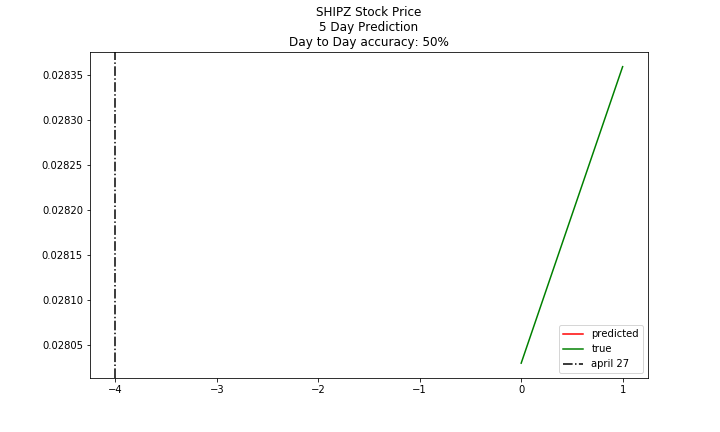 SHIPZ Stock Price
5 Day Prediction
Day to Day accuracy: 50%
0.02835
0.02830
0.02825
0.02820
0.02815
0.02810
0.02805
predicted
true
april 27
−4
−3
−2
−1
0
1